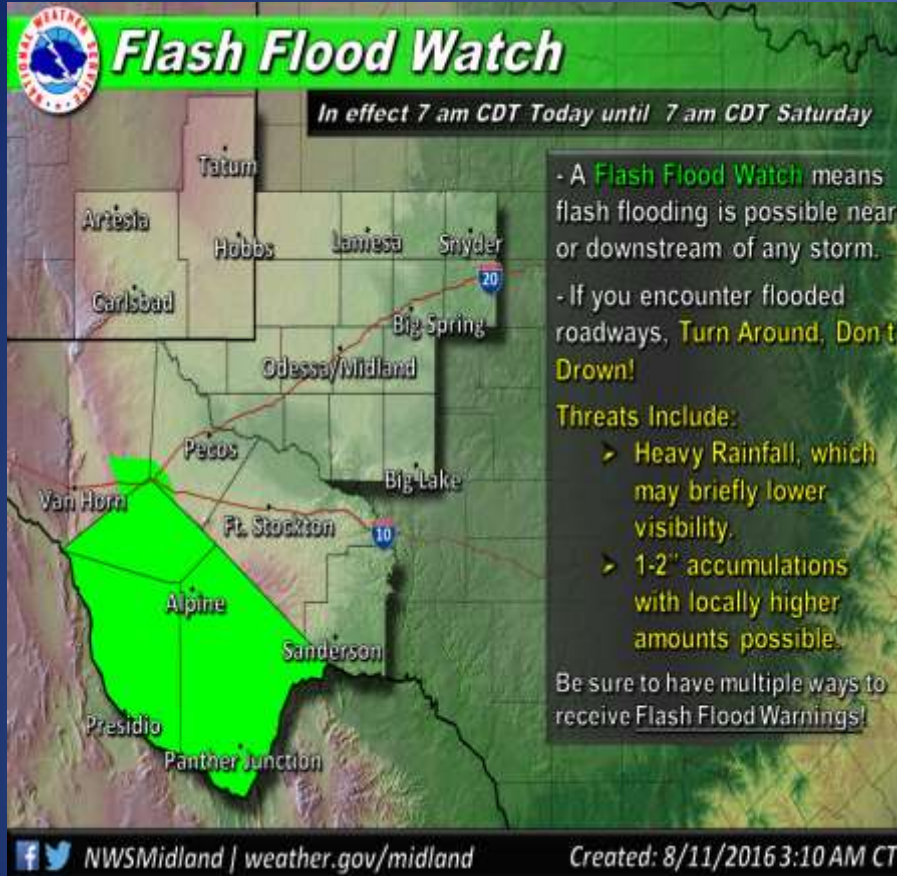 NATIONAL WEATHER SERVICE
Flash Flood Watch
In effect 7 am CDT Today until 7 am CDT Saturday
Tatum
Artesia
Hobbs
Lamesa
Snyder
Carlsbad
20
Big Spring
Odessa/Midland
Pecos
Big Lake
Van Horn
Ft. Stockton
10
Alpine
Sanderson
Presidio
Panther Junction
- A Flash Flood Watch means
flash flooding is possible near
or downstream of any storm.
- If you encounter flooded
roadways, Turn Around, Don t
Drown!
Threats Include:
➤ Heavy Rainfall, which
may briefly lower
visibility.
➤ 1-2" accumulations
with locally higher
amounts possible.
Be sure to have multiple ways to
receive Flash Flood Warnings!
NWSMidland | weather.gov/midland
Created: 8/11/2016 3:10 AM CT